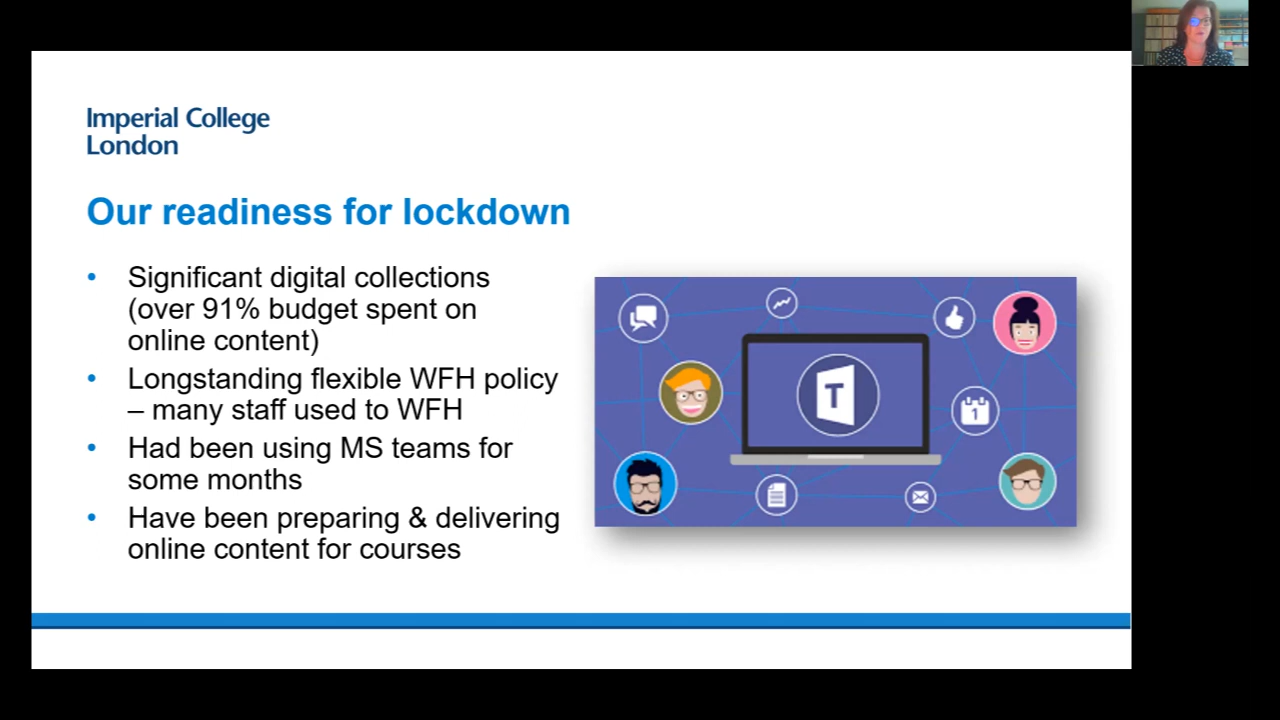 Imperial College
London
Our readiness for lockdown
• Significant digital collections
(over 91% budget spent on
online content)
• Longstanding flexible WFH policy
– many staff used to WFH
• Had been using MS teams for
some months
• Have been preparing & delivering
online content for courses
T
1